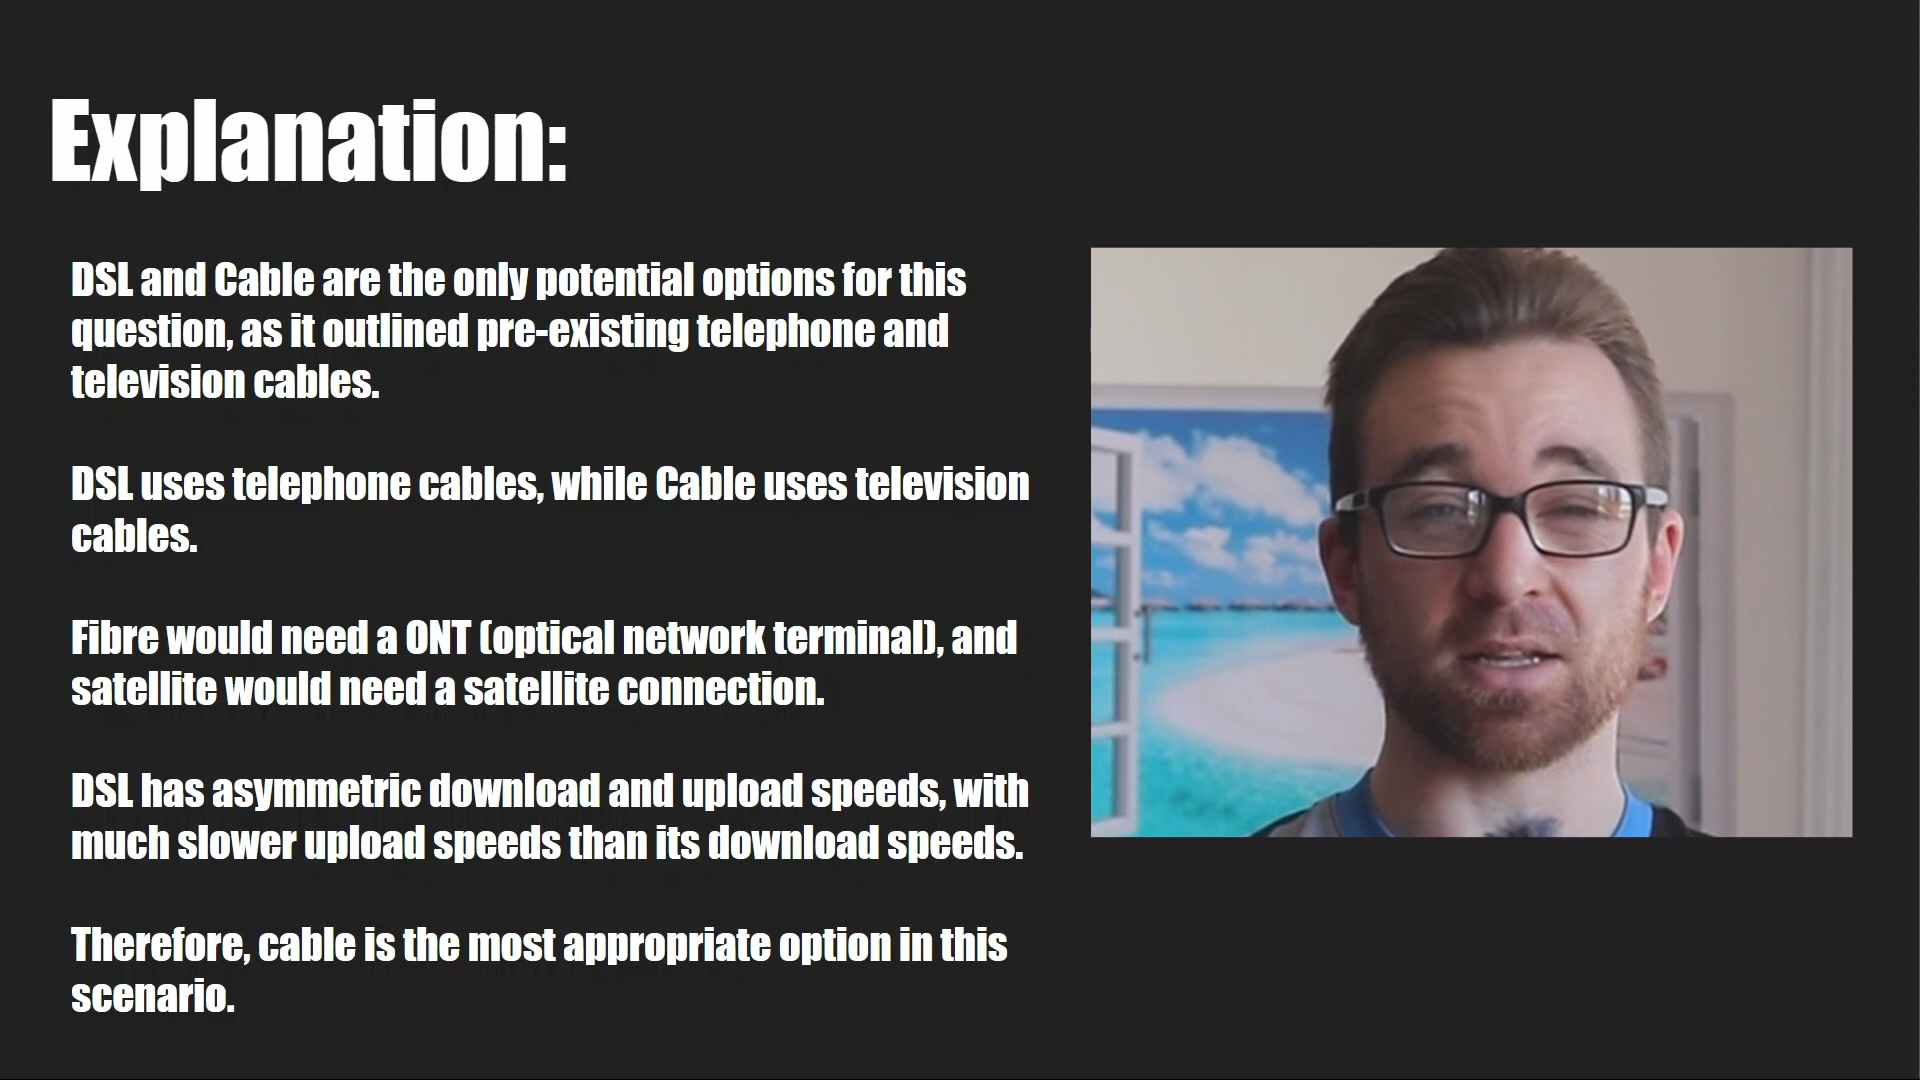 Explanation:
DSL and Cable are the only potential options for this
question, as it outlined pre-existing telephone and
television cables.
DSL uses telephone cables, while Cable uses television
cables.
Fibre would need a ONT (optical network terminal), and
satellite would need a satellite connection.
DSL has asymmetric download and upload speeds, with
much slower upload speeds than its download speeds.
Therefore, cable is the most appropriate option in this
scenario.